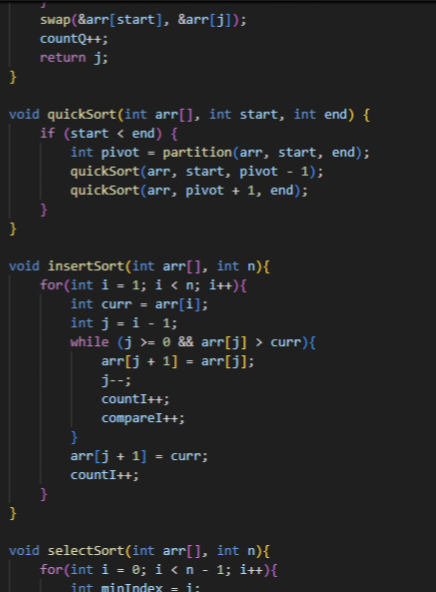 }
    swap(&arr[start], &arr[j]);
    countQ++;
    return j;
}
void quickSort(int arr[], int start, int end) {
    if (start < end) {
        int pivot = partition(arr, start, end);
        quickSort(arr, start, pivot - 1);
        quickSort(arr, pivot + 1, end);
    }
}
void insertSort(int arr[], int n){
    for(int i = 1; i < n; i++){
        int curr = arr[i];
        int j = i - 1;
        while (j >= 0 && arr[j] > curr){
            arr[j + 1] = arr[j];
            j--;
            countI++;
            compareI++;
        }
        arr[j + 1] = curr;
        countI++;
    }
}
void selectSort(int arr[], int n){
    for(int i = 0; i < n - 1; i++){
        int minIndex = i;